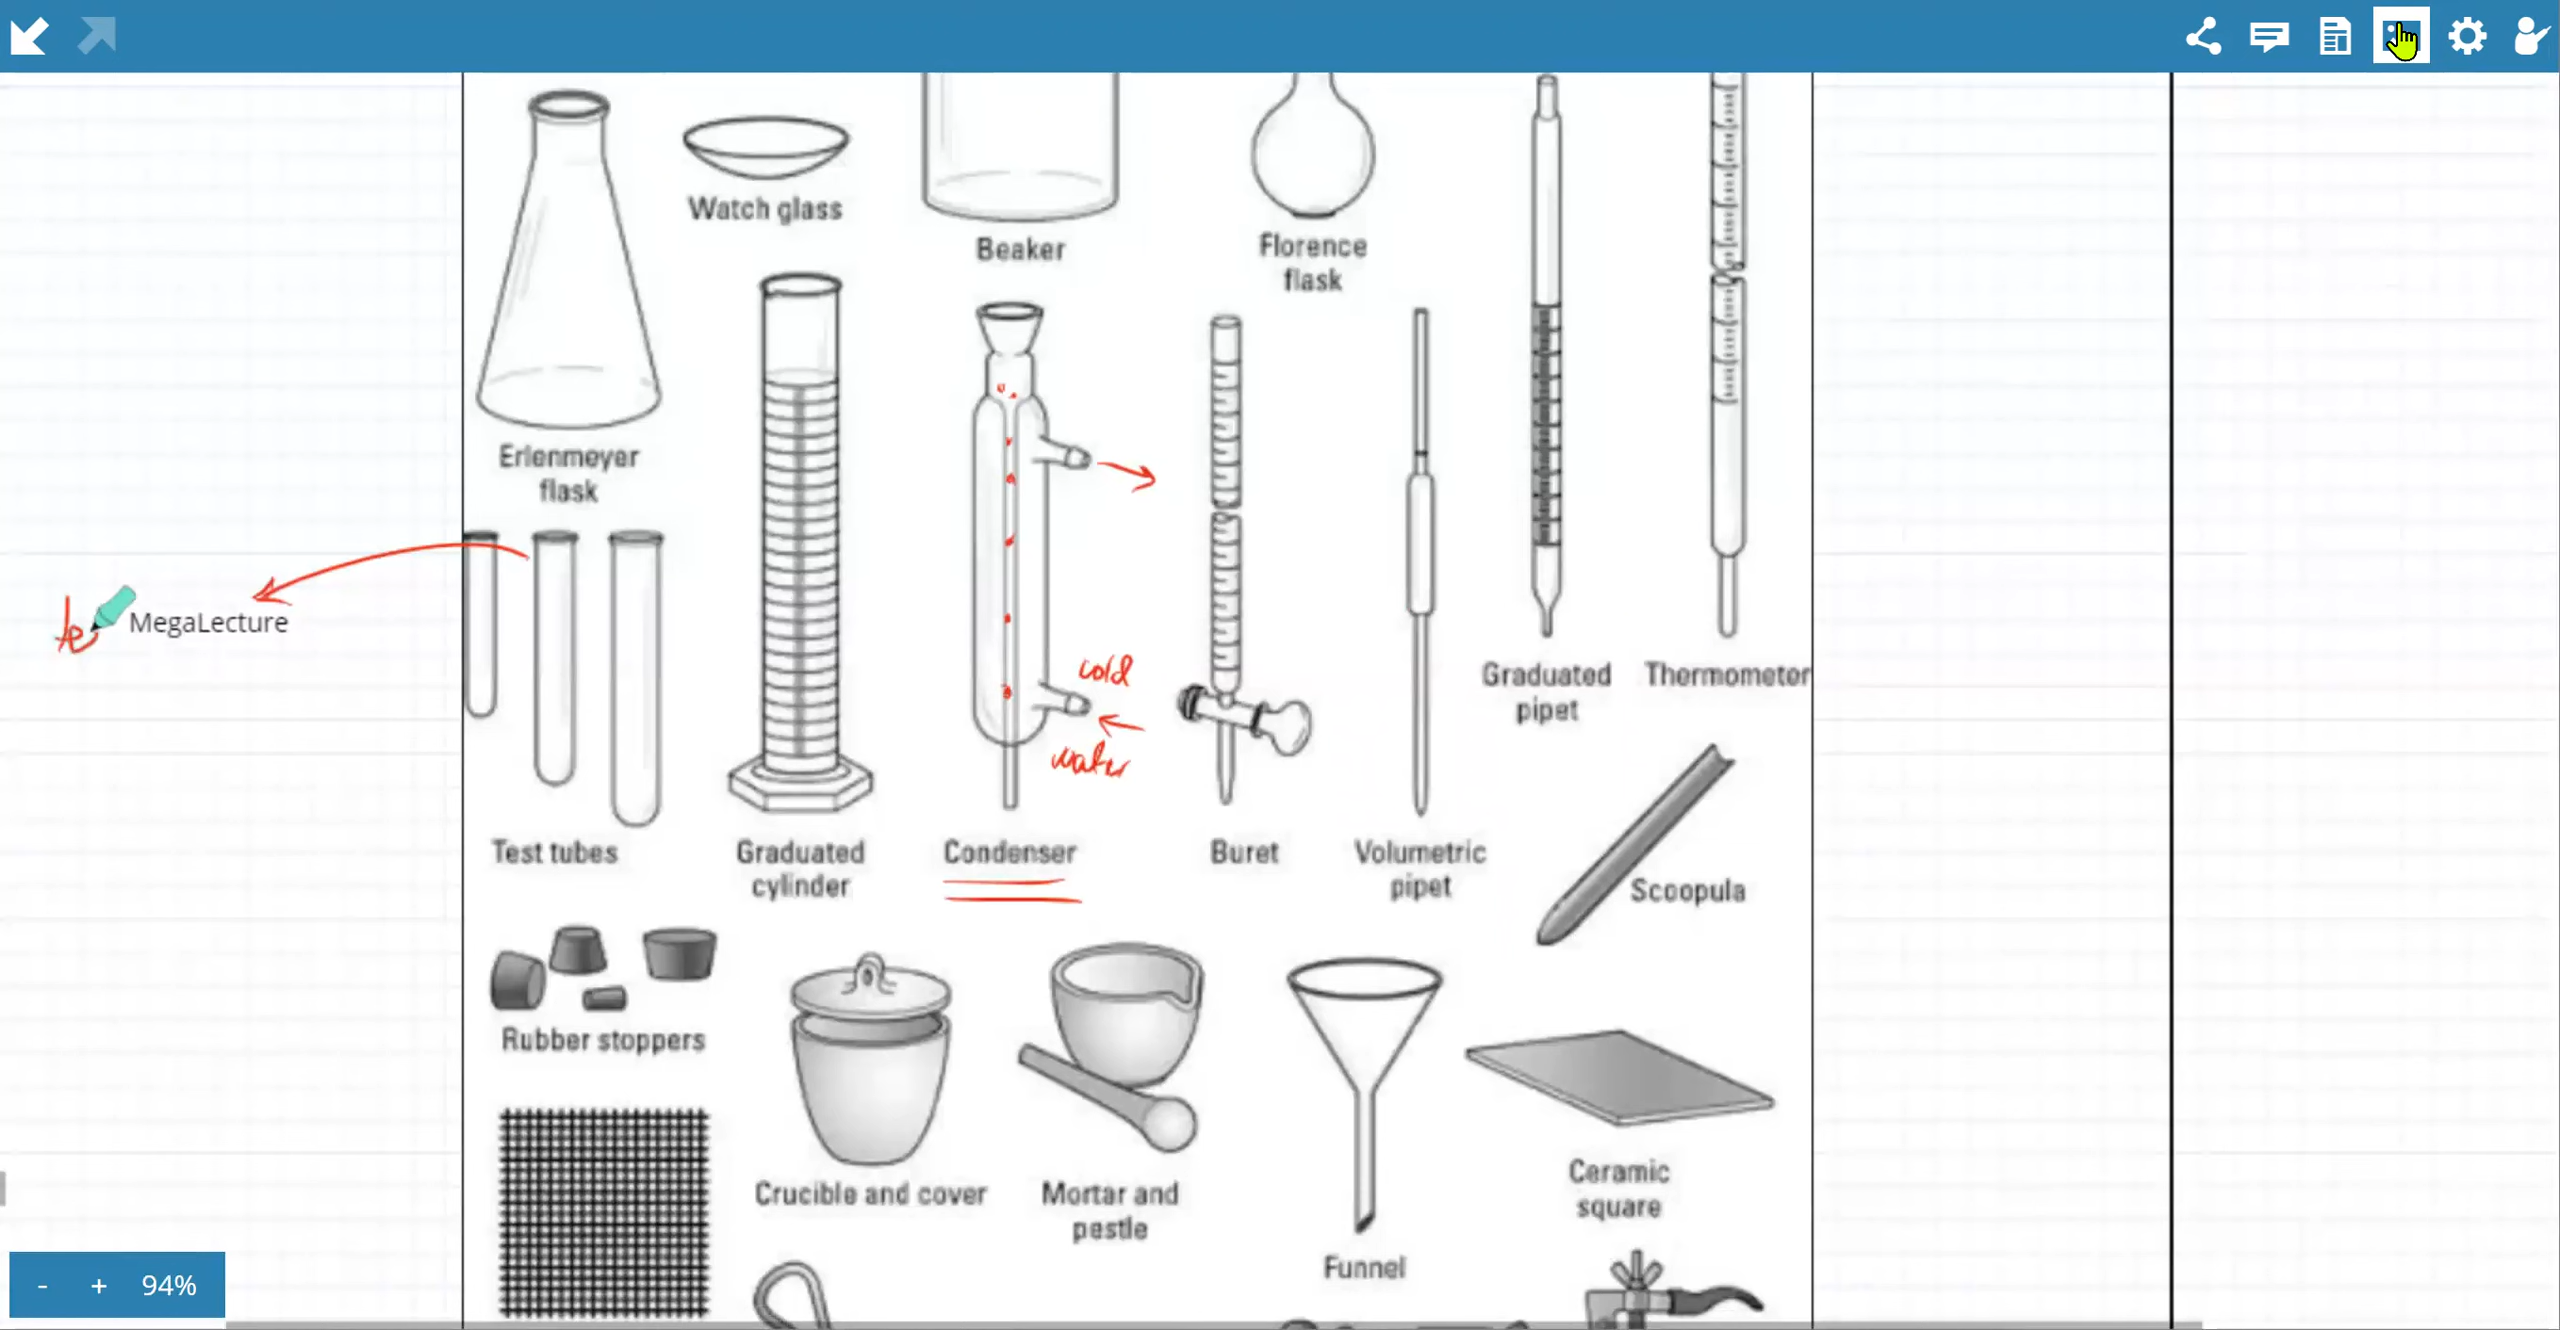 Watch glass
Beaker
Florence
flask
Erlenmeyer
flask
te
MegaLecture
cold
water
Graduated
pipet
Thermometer
Test tubes
Graduated
cylinder
Condenser
Buret
Volumetric
pipet
Scoopula
Rubber stoppers
Crucible and cover
Mortar and
pestle
Ceramic
square
Funnel
- + 94%